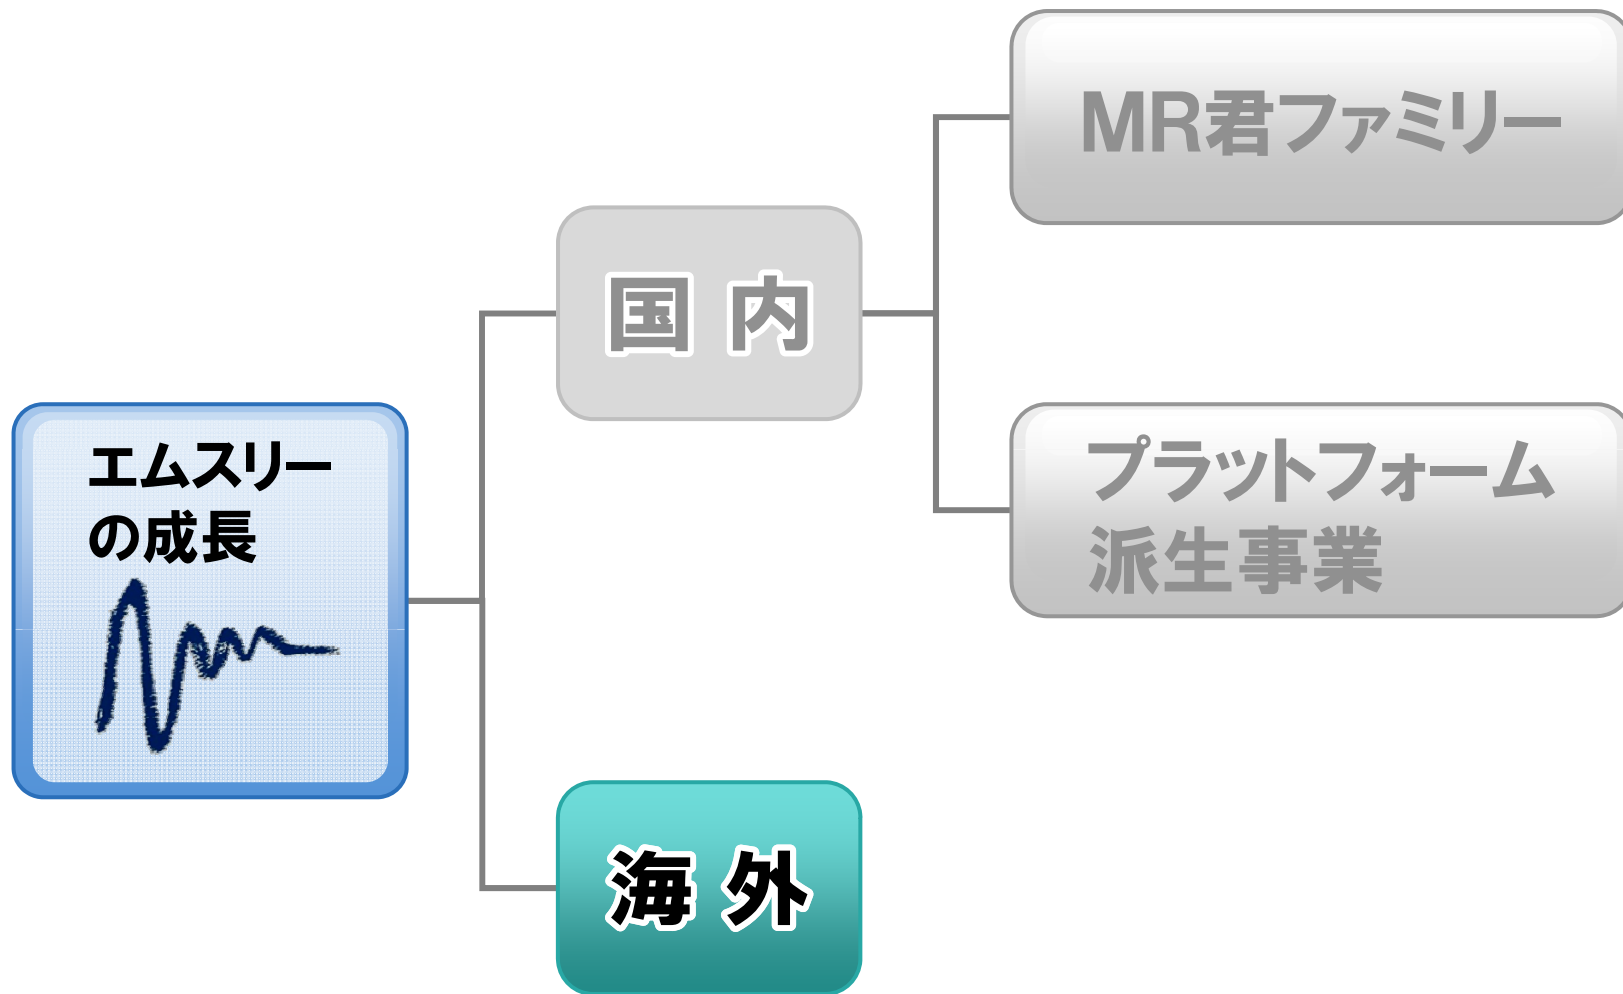 エムスリー
の成長
国内
海外
MR君ファミリー
プラットフォーム
派生事業